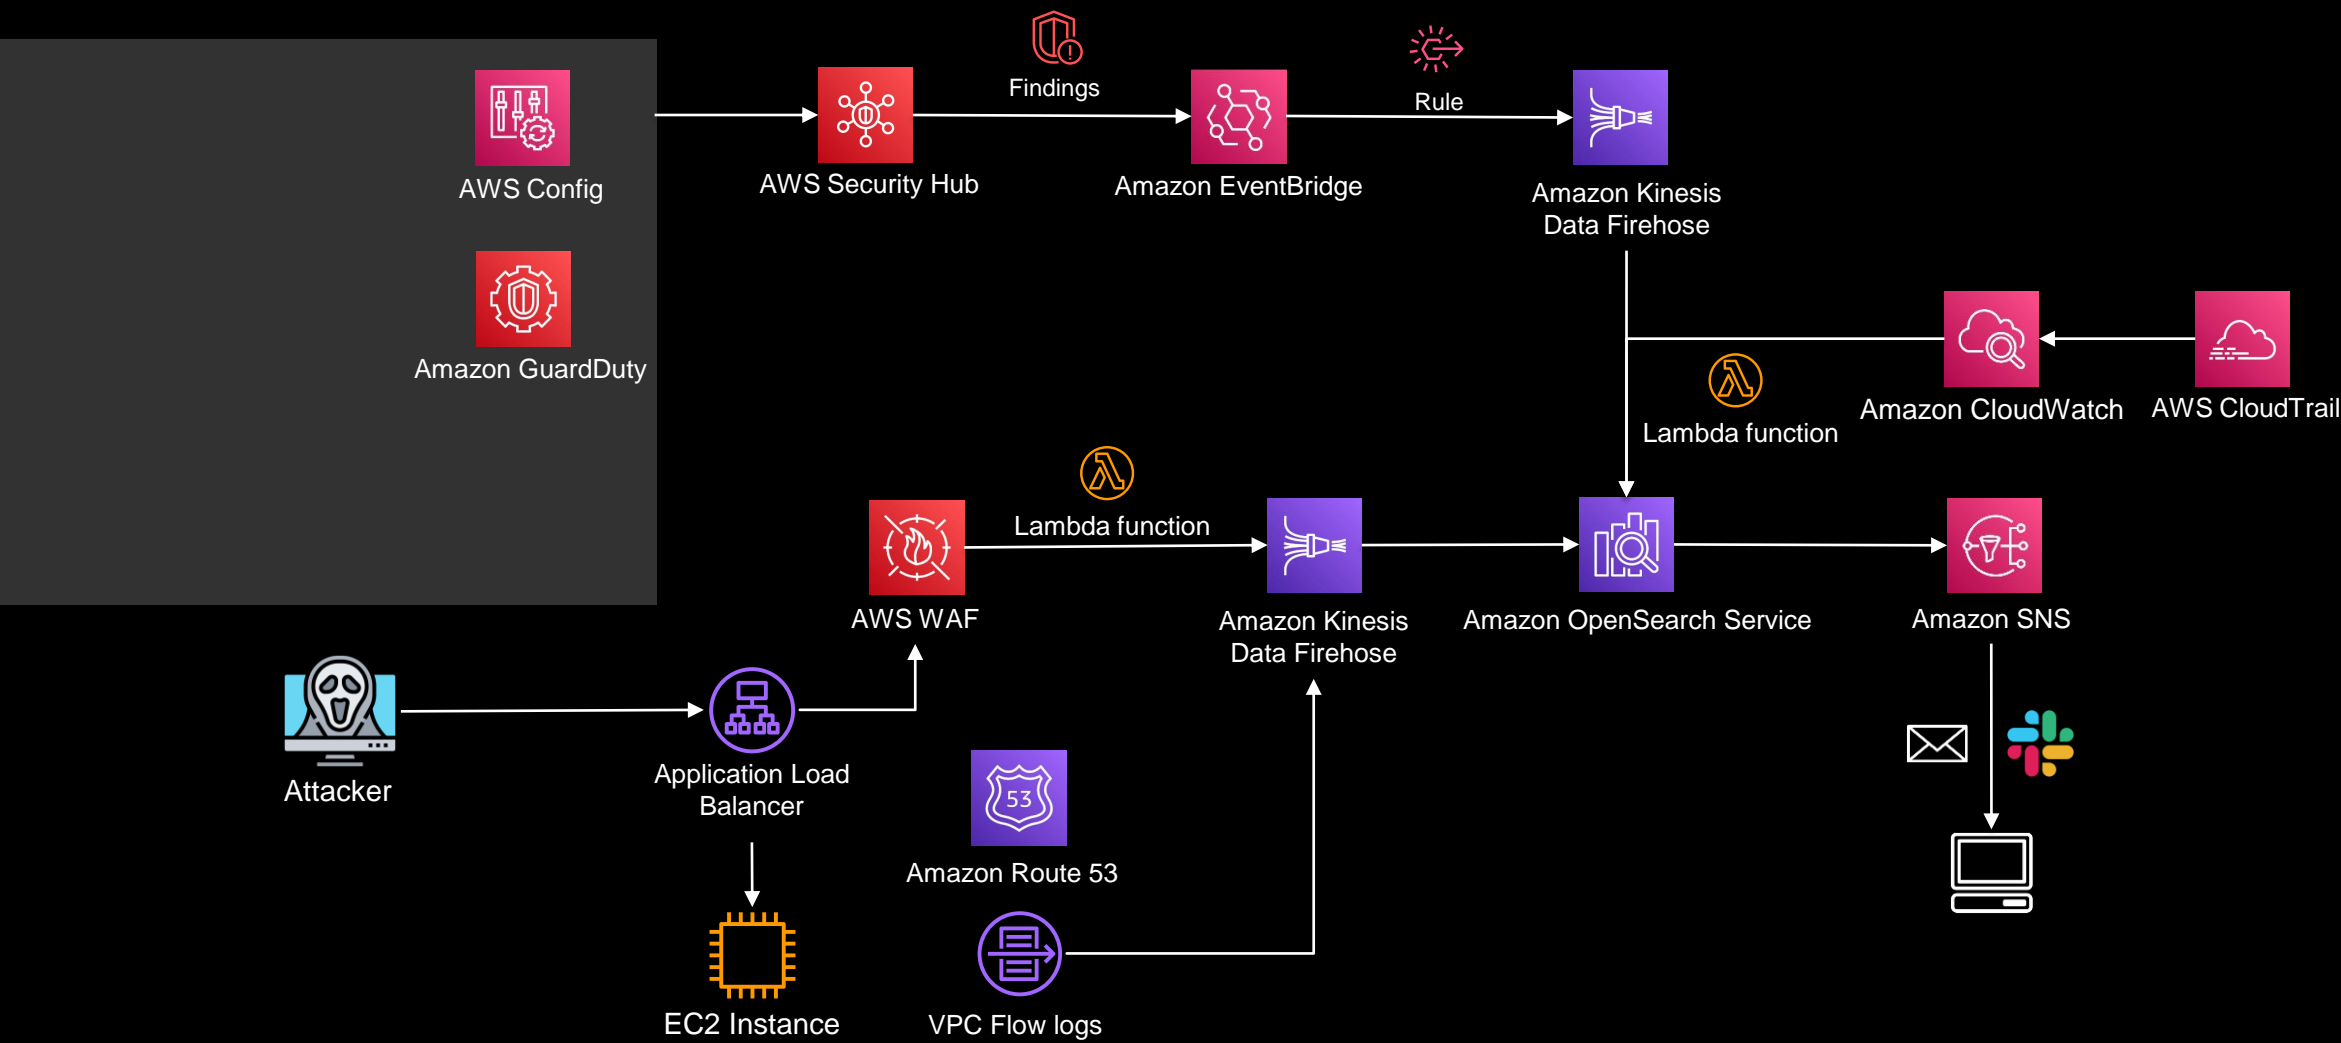 Findings
Rule
AWS Config
AWS Security Hub
Amazon EventBridge
Amazon Kinesis
Data Firehose
Amazon GuardDuty
Amazon CloudWatch
AWS CloudTrail
Lambda function
Lambda function
AWS WAF
Amazon Kinesis
Data Firehose
Amazon OpenSearch Service
Amazon SNS
Attacker
Application Load
Balancer
53
Amazon Route 53
EC2 Instance
VPC Flow logs